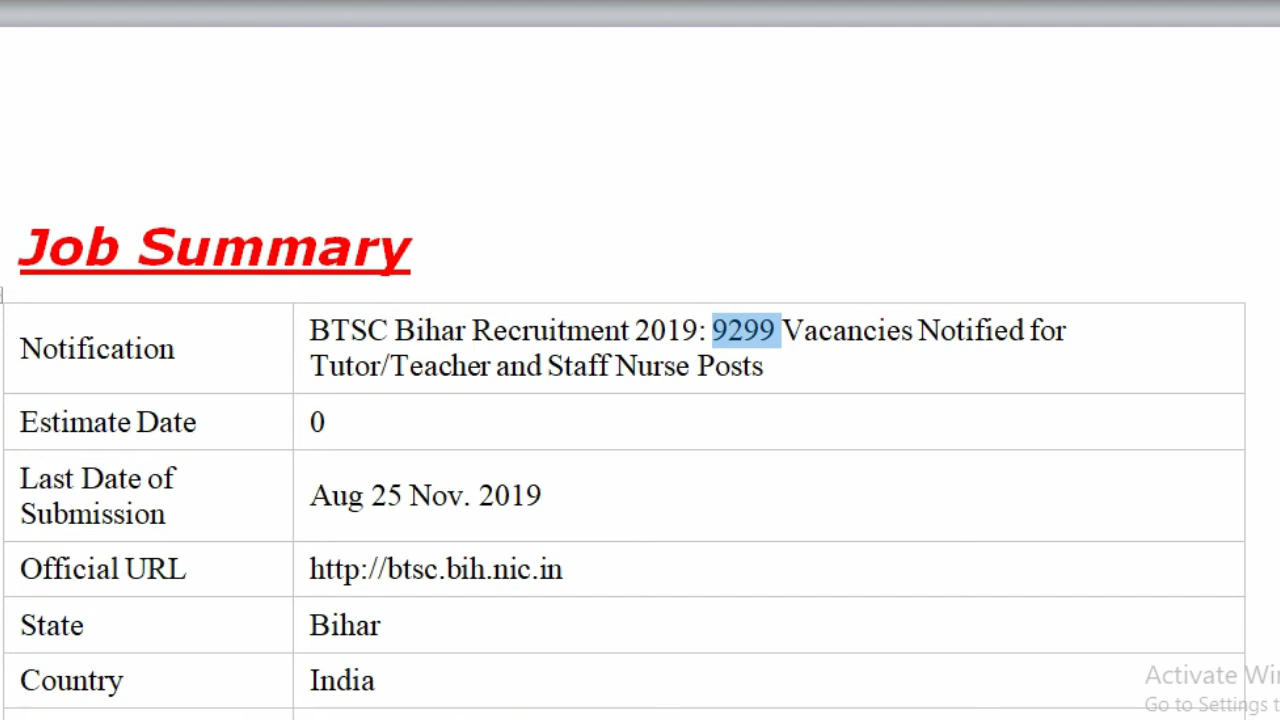 Job Summary
Notification
BTSC Bihar Recruitment 2019: 9299 Vacancies Notified for
Tutor/Teacher and Staff Nurse Posts
Estimate Date
0
Last Date of
Submission
Aug 25 Nov. 2019
Official URL
http://btsc.bih.nic.in
State
Bihar
Country
India
Activate Win
Go to Settings t